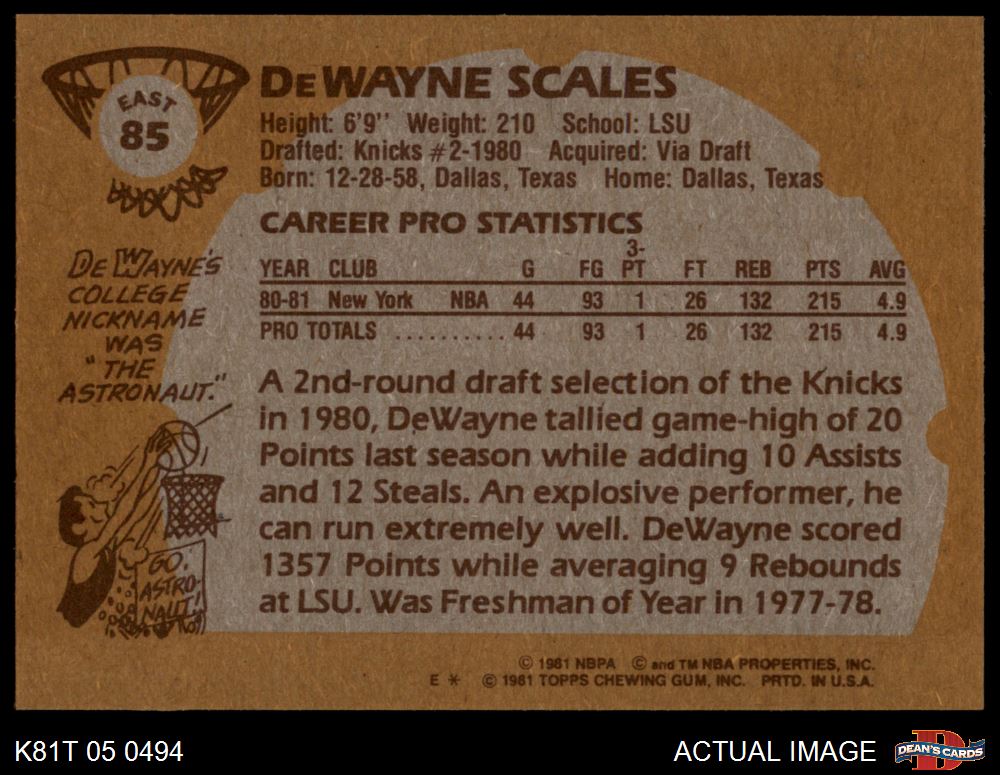 EAST
85
DEWAYNE SCALES
Height: 6'9'' Weight: 210 School: LSU
Drafted: Knicks #2-1980 Acquired: Via Draft
Born: 12-28-58, Dallas, Texas Home: Dallas, Texas
CAREER PRO STATISTICS
YEAR CLUB G FG 3-PT FT REB PTS AVG
80-81 New York NBA 44 93 1 26 132 215 4.9
PRO TOTALS .......... 44 93 1 26 132 215 4.9
DEWAYNE'S
COLLEGE
NICKNAME
WAS
"THE
ASTRONAUT."
GO,
ASTRO-
NAUT!
A 2nd-round draft selection of the Knicks
in 1980, DeWayne tallied game-high of 20
Points last season while adding 10 Assists
and 12 Steals. An explosive performer, he
can run extremely well. DeWayne scored
1357 Points while averaging 9 Rebounds
at LSU. Was Freshman of Year in 1977-78.
© 1981 NBPA © and TM NBA PROPERTIES, INC.
E * © 1981 TOPPS CHEWING GUM, INC. PRTD. IN U.S.A.
K81T 05 0494
ACTUAL IMAGE
D
DEAN'S CARDS